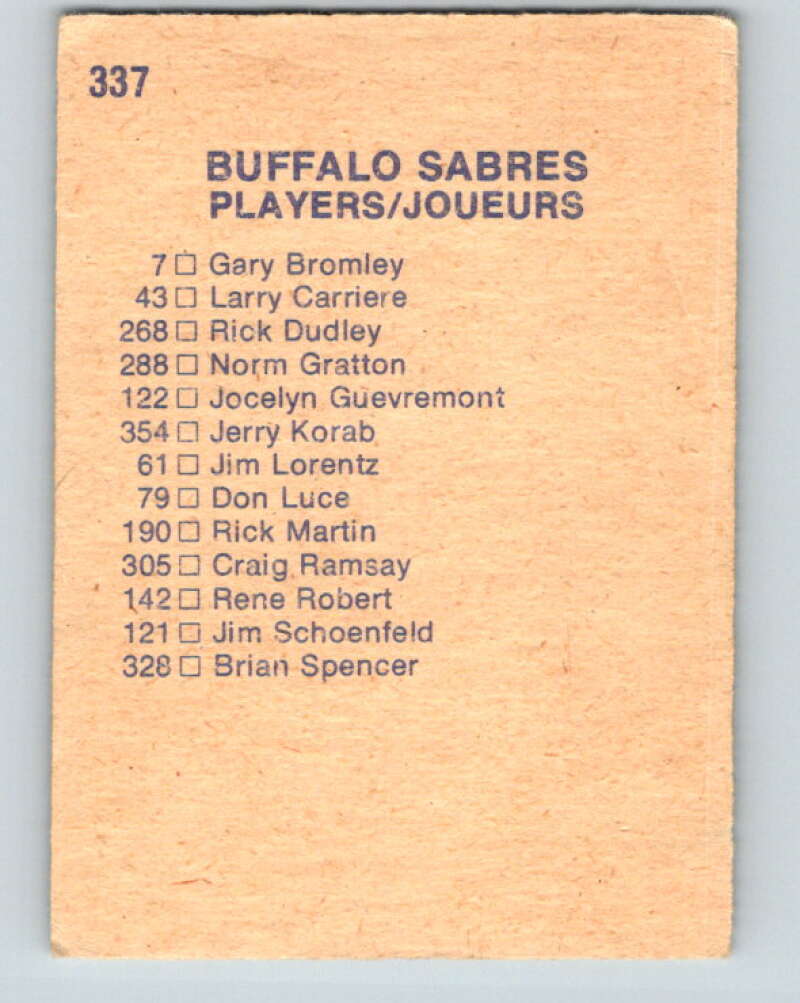 337
BUFFALO SABRES
PLAYERS/JOUEURS
7 □ Gary Bromley
43 □ Larry Carriere
268 □ Rick Dudley
288 □ Norm Gratton
122 □ Jocelyn Guevremont
354 □ Jerry Korab
61 □ Jim Lorentz
79 □ Don Luce
190 □ Rick Martin
305 □ Craig Ramsay
142 □ Rene Robert
121 □ Jim Schoenfeld
328 □ Brian Spencer